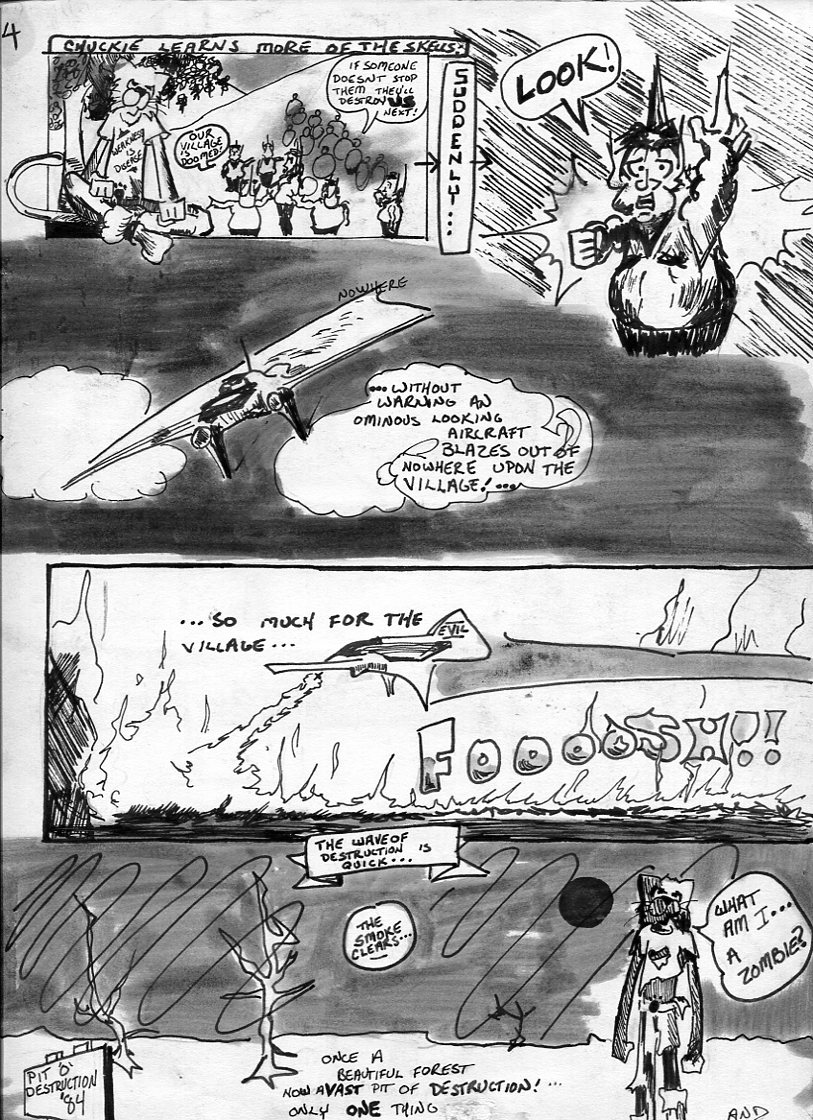 4
CHUCKIE LEARNS MORE OF THE SKELLS:
IF SOMEONE
DOESNT STOP
THEM THEY'LL
DESTROY US
NEXT!
OUR
VILLAGE
IS
DOOMED!
WEAKNESS
IS
DISEASE
SUDDENLY...
LOOK!
NOWHERE
...WITHOUT
WARNING AN
OMINOUS LOOKING
AIRCRAFT
BLAZES OUT OF
NOWHERE UPON THE
VILLAGE!...
...SO MUCH FOR THE
VILLAGE...
EVIL
FOOOOSH!!
THE WAVE OF
DESTRUCTION IS
QUICK...
THE
SMOKE
CLEARS...
WHAT
AM I...
A
ZOMBIE?
PIT 'O'
DESTRUCTION
'84
ONCE A
BEAUTIFUL FOREST
NOW A VAST PIT OF DESTRUCTION!...
ONLY ONE THING
AND